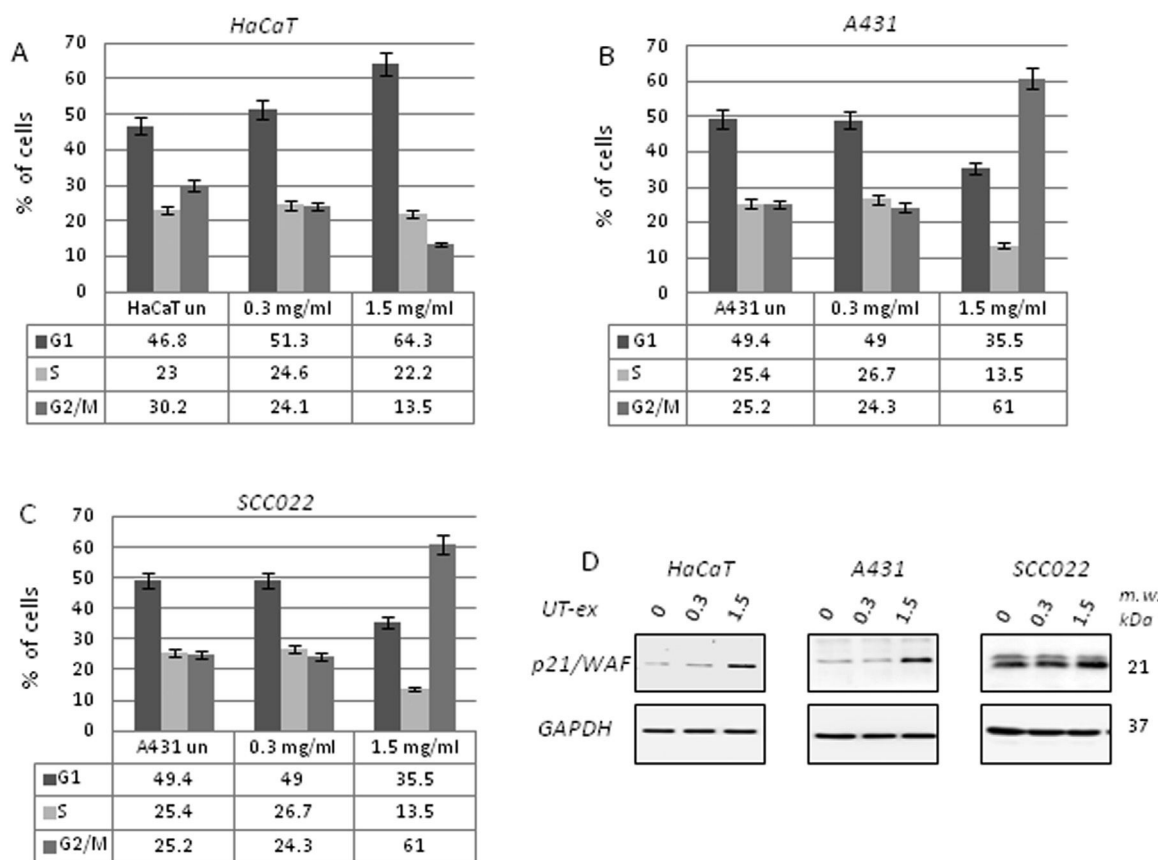 A
HaCaT
% of cells
70
60
50
40
30
20
10
0
HaCaT un 0.3 mg/ml 1.5 mg/ml
G1 46.8 51.3 64.3
S 23 24.6 22.2
G2/M 30.2 24.1 13.5
B
A431
% of cells
70
60
50
40
30
20
10
0
A431 un 0.3 mg/ml 1.5 mg/ml
G1 49.4 49 35.5
S 25.4 26.7 13.5
G2/M 25.2 24.3 61
C
SCC022
% of cells
70
60
50
40
30
20
10
0
A431 un 0.3 mg/ml 1.5 mg/ml
G1 49.4 49 35.5
S 25.4 26.7 13.5
G2/M 25.2 24.3 61
D
HaCaT A431 SCC022
m.w.
UT-ex 0 0.3 1.5 0 0.3 1.5 0 0.3 1.5 kDa
p21/WAF 21
GAPDH 37